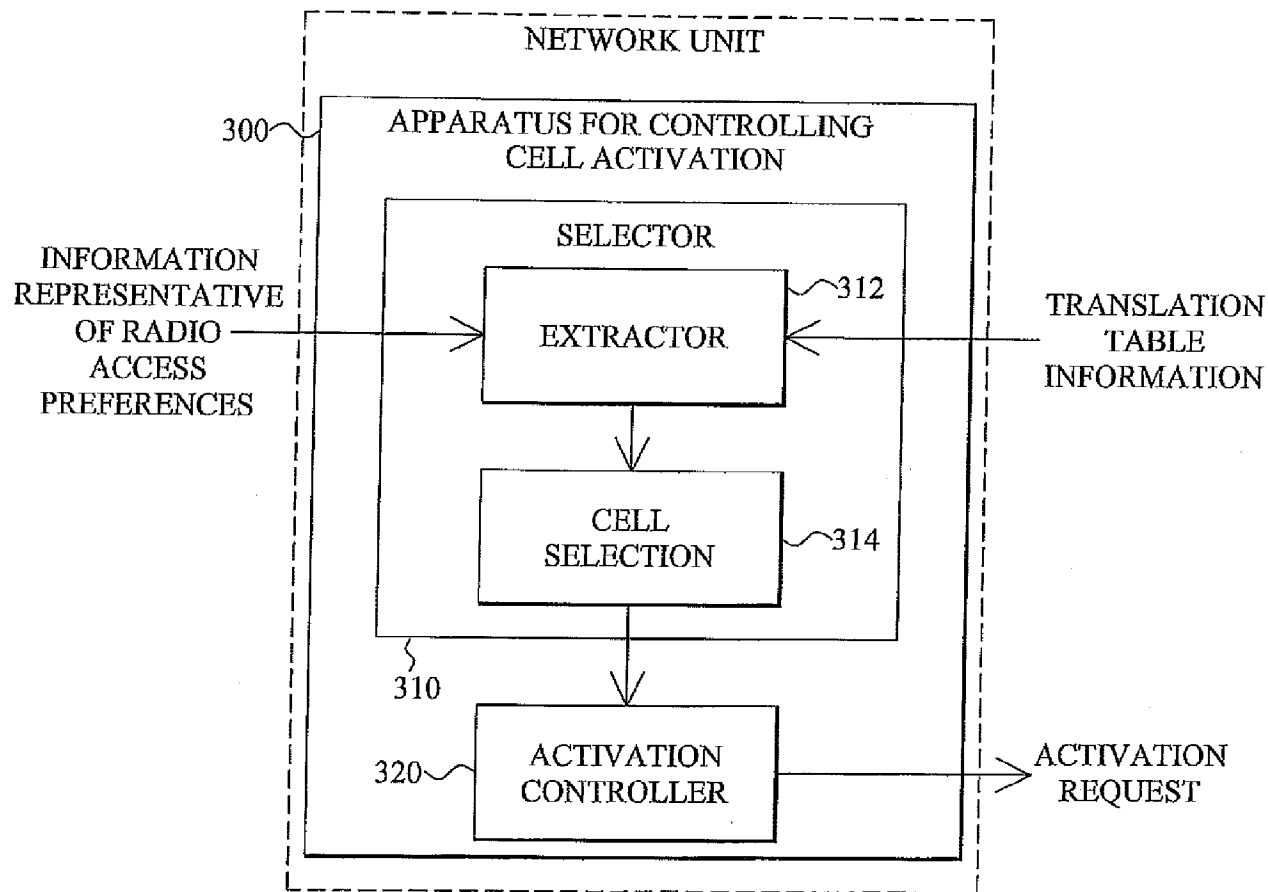 NETWORK UNIT
300
APPARATUS FOR CONTROLLING
CELL ACTIVATION
SELECTOR
INFORMATION
REPRESENTATIVE
OF RADIO
ACCESS
PREFERENCES
312
EXTRACTOR
TRANSLATION
TABLE
INFORMATION
CELL
SELECTION
314
310
320
ACTIVATION
CONTROLLER
ACTIVATION
REQUEST